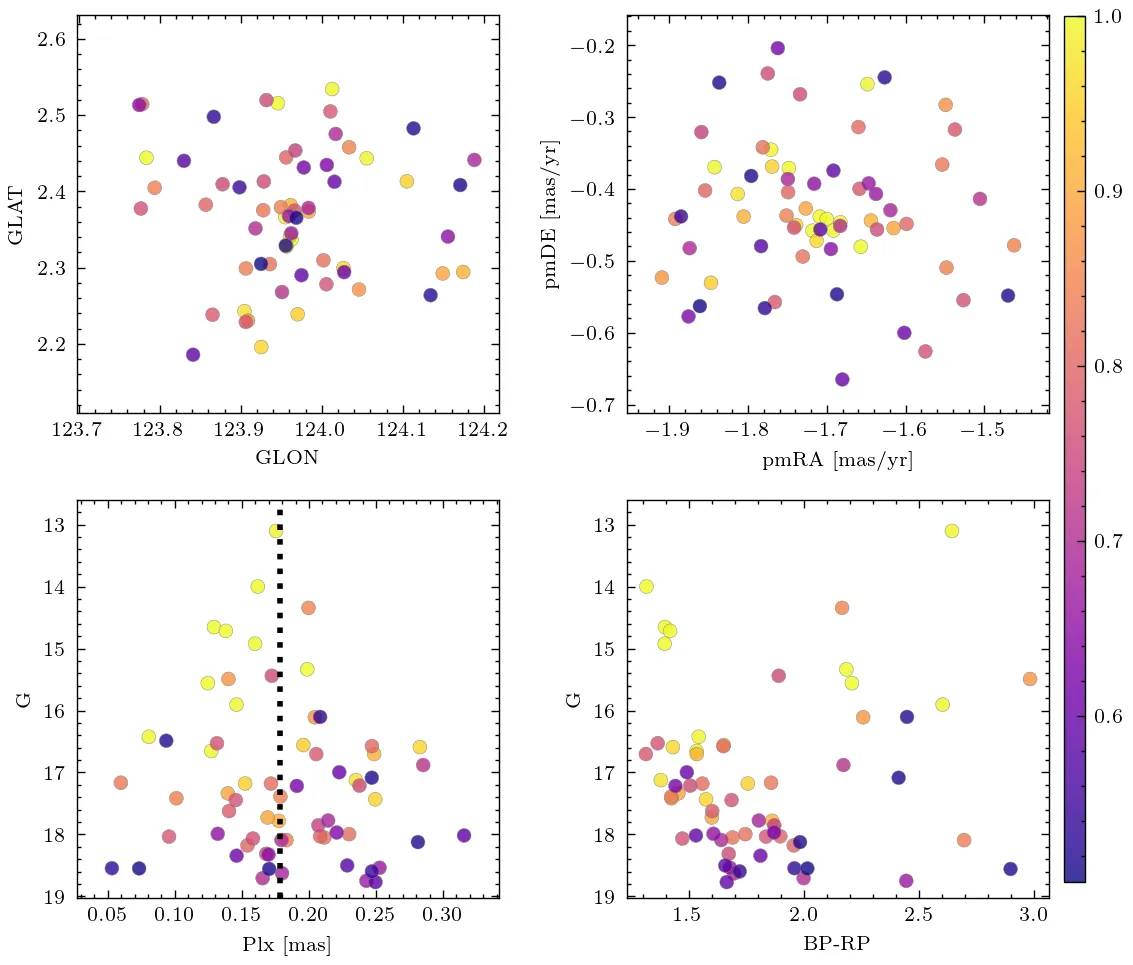 2.6
2.5
2.4
2.3
2.2
GLAT
123.7 123.8 123.9 124.0 124.1 124.2
GLON
−0.2
−0.3
−0.4
−0.5
−0.6
−0.7
pmDE [mas/yr]
−1.9 −1.8 −1.7 −1.6 −1.5
pmRA [mas/yr]
1.0
0.9
0.8
0.7
0.6
13
14
15
16
17
18
19
G
0.05 0.10 0.15 0.20 0.25 0.30
Plx [mas]
13
14
15
16
17
18
19
G
1.5 2.0 2.5 3.0
BP-RP